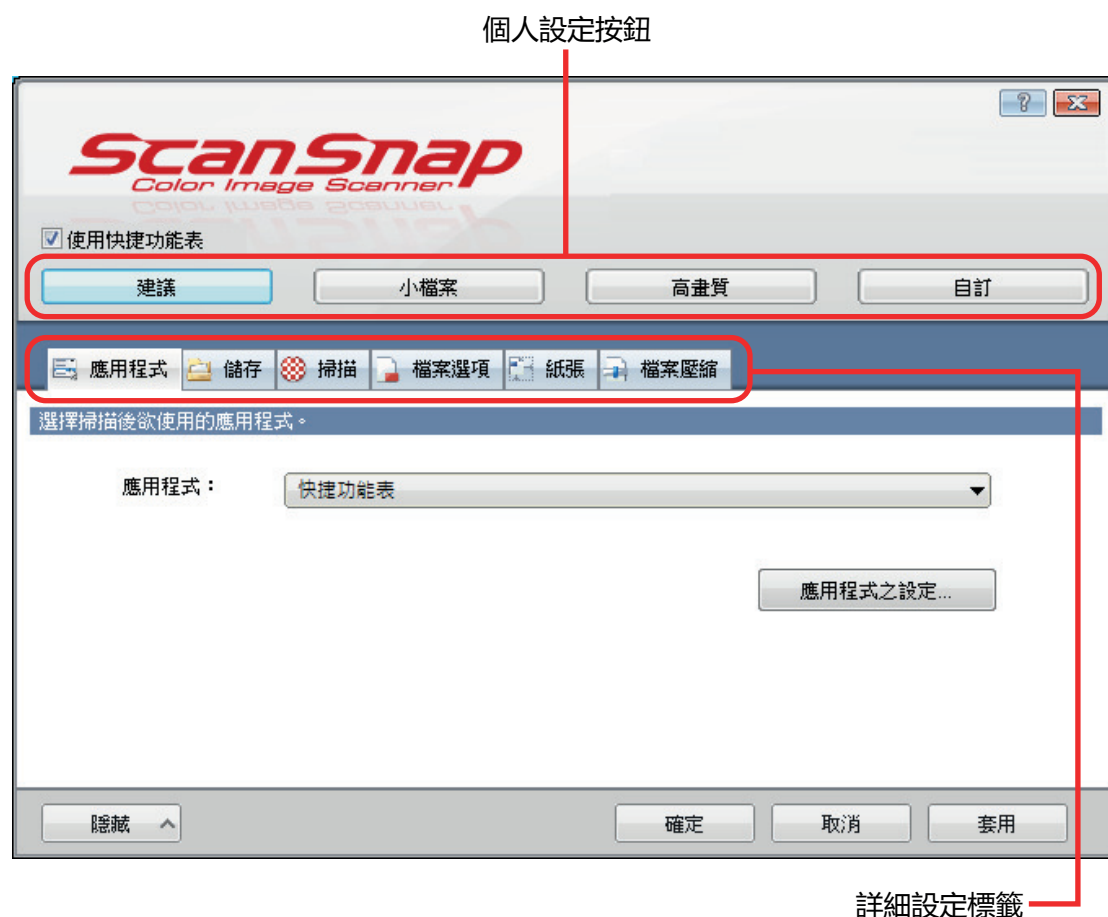 個人設定按鈕
ScanSnap
Color Image Scanner
使用快捷功能表
建議 小檔案 高畫質 自訂
應用程式 儲存 掃描 檔案選項 紙張 檔案壓縮
選擇掃描後欲使用的應用程式。
應用程式： 快捷功能表
應用程式之設定...
隱藏 確定 取消 套用
詳細設定標籤